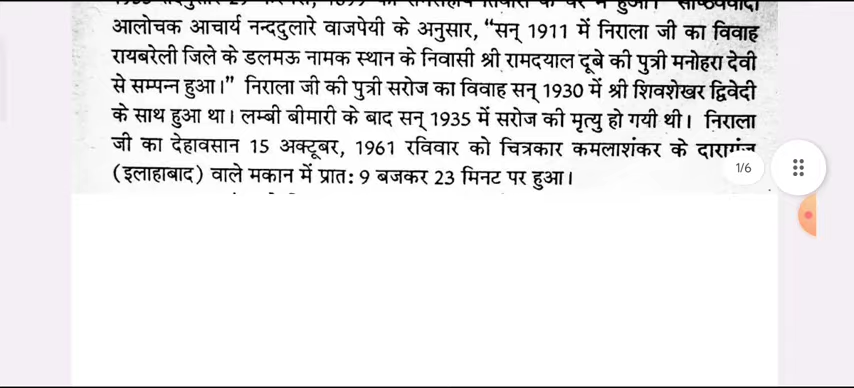 आलोचक आचार्य नन्ददुलारे वाजपेयी के अनुसार, “सन् 1911 में निराला जी का विवाह
रायबरेली जिले के डलमऊ नामक स्थान के निवासी श्री रामदयाल दूबे की पुत्री मनोहरा देवी
से सम्पन्न हुआ।” निराला जी की पुत्री सरोज का विवाह सन् 1930 में श्री शिवशेखर द्विवेदी
के साथ हुआ था। लम्बी बीमारी के बाद सन् 1935 में सरोज की मृत्यु हो गयी थी। निराला
जी का देहावसान 15 अक्टूबर, 1961 रविवार को चित्रकार कमलाशंकर के दारागंज
(इलाहाबाद) वाले मकान में प्रात: 9 बजकर 23 मिनट पर हुआ।
1/6